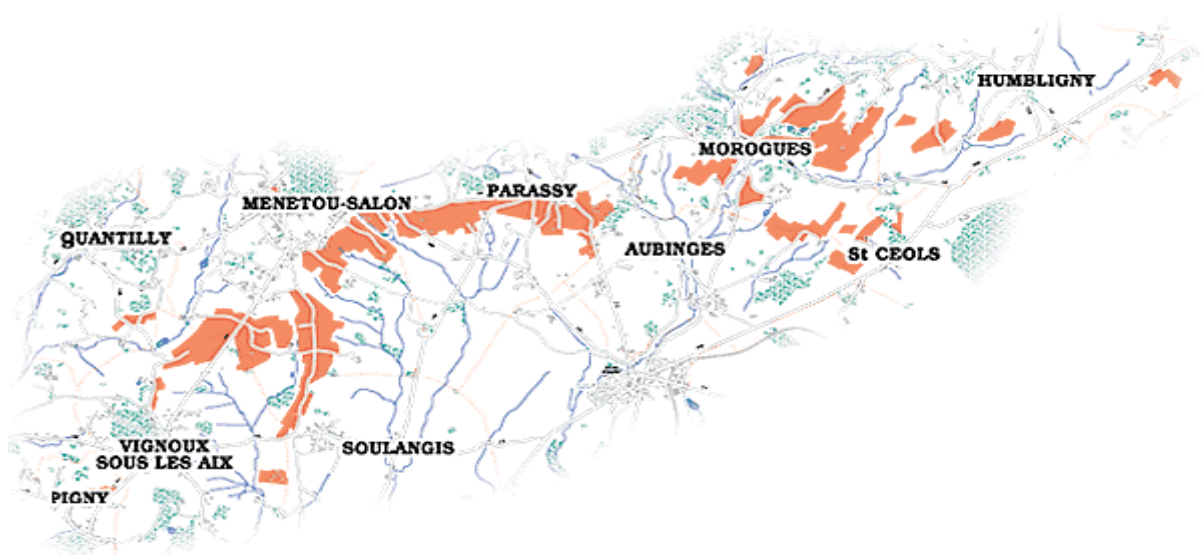 HUMBLIGNY
MOROGUES
PARASSY
MENETOU-SALON
QUANTILLY
AUBINGES
St CEOLS
VIGNOUX
SOUS LES AIX
SOULANGIS
PIGNY